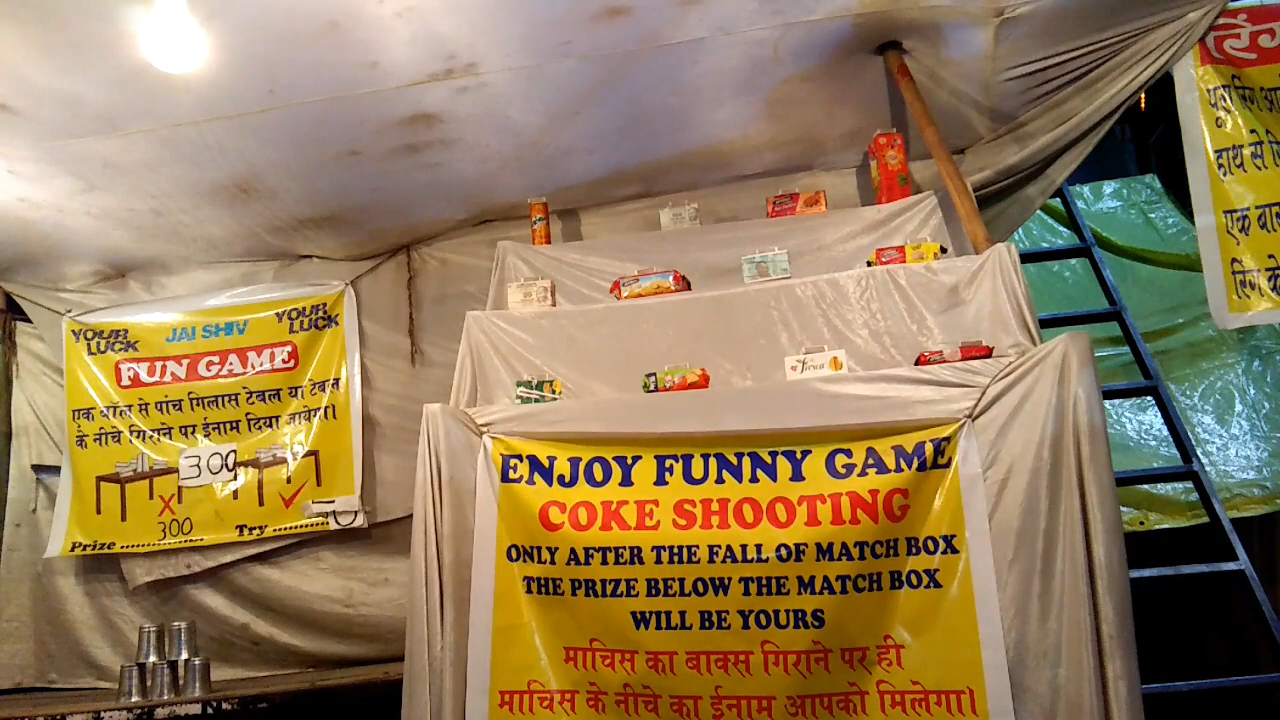 YOUR LUCK
JAI SHIV
YOUR LUCK
FUN GAME
एक बॉल से पांच गिलास टेबल या टेबल
के नीचे गिराने पर ईनाम दिया जायेगा।
300
300
Prize ............... Try ...........
ENJOY FUNNY GAME
COKE SHOOTING
ONLY AFTER THE FALL OF MATCH BOX
THE PRIZE BELOW THE MATCH BOX
WILL BE YOURS
माचिस का बाक्स गिराने पर ही
माचिस के नीचे का ईनाम आपको मिलेगा।
हाथ से
एक बार